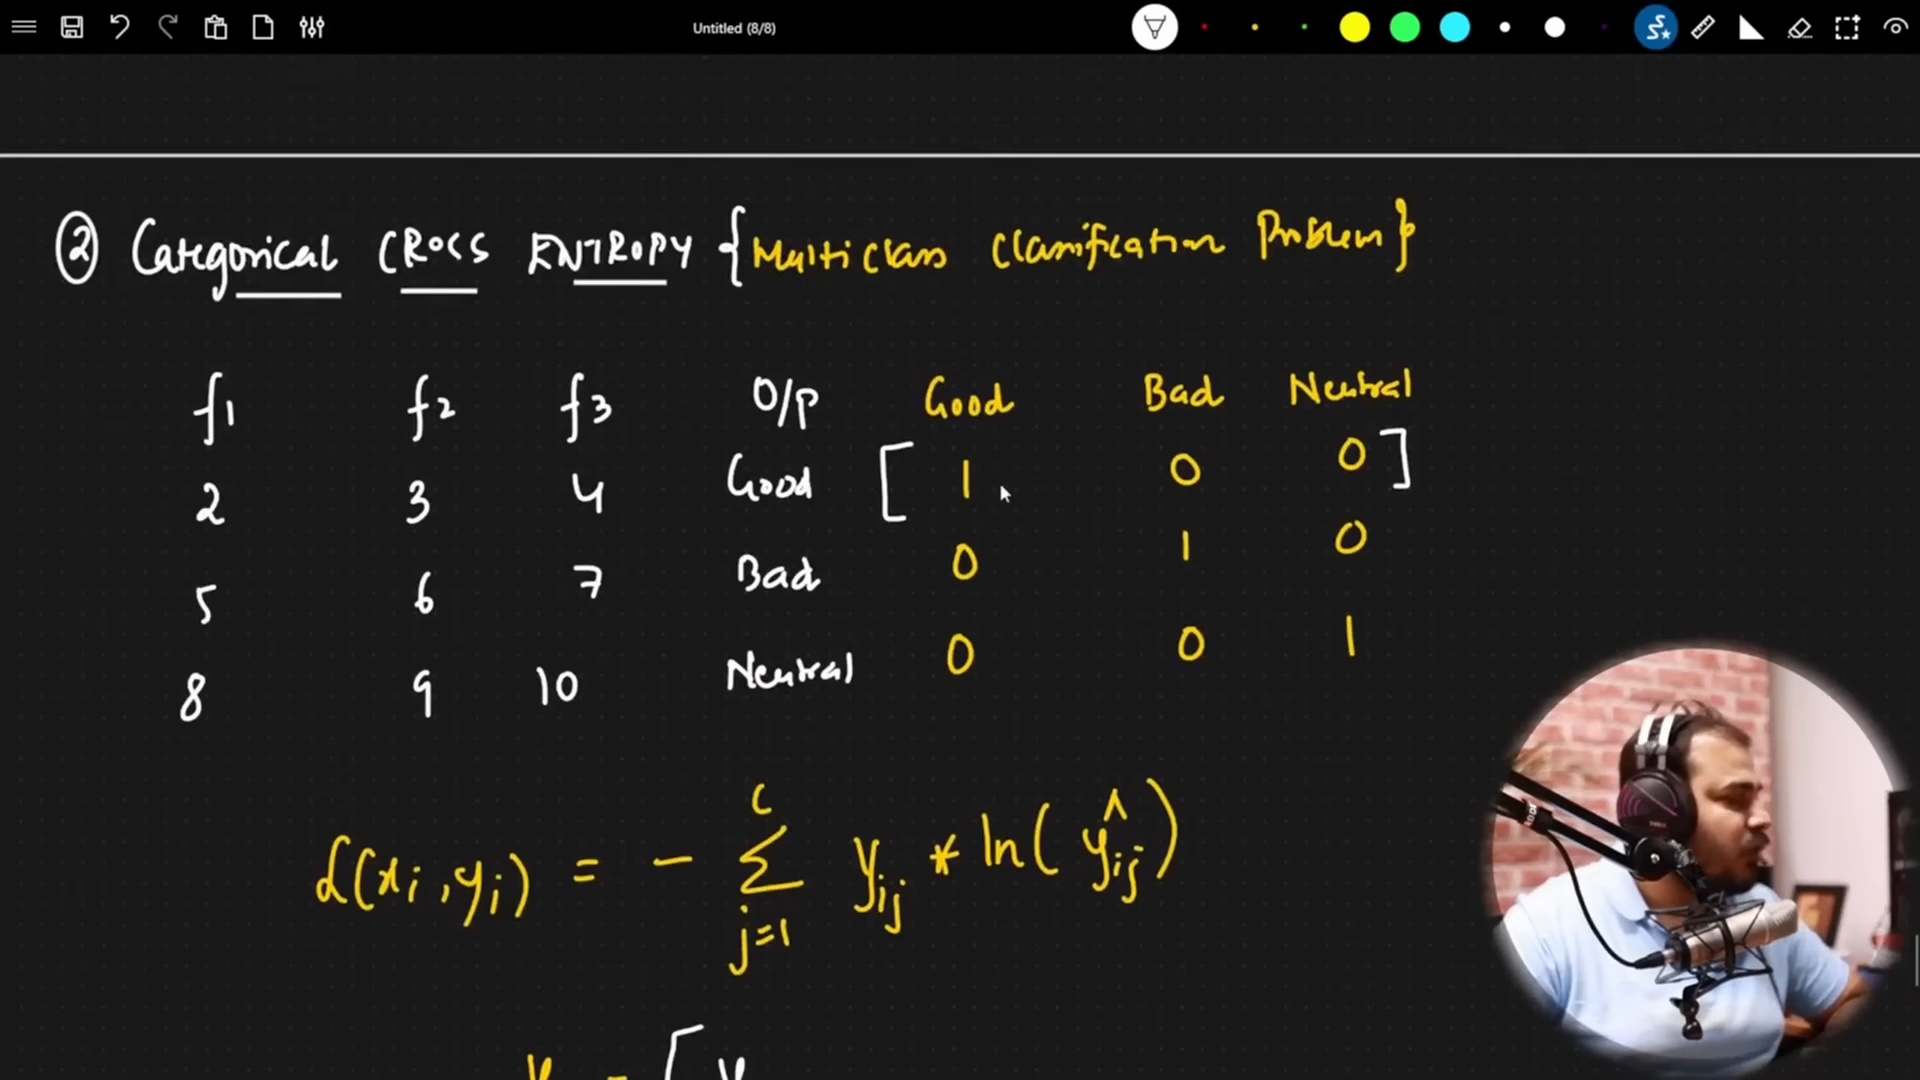 Untitled (8/8)
② Categorical CROSS ENTROPY {Multiclass Classification Problem}
f1 f2 f3 O/P Good Bad Neutral
2 3 4 Good [ 1 0 0 ]
5 6 7 Bad 0 1 0
8 9 10 Neutral 0 0 1
C
L(xi, yi) = - Σ yij * ln(ŷij)
j=1
y = [ y